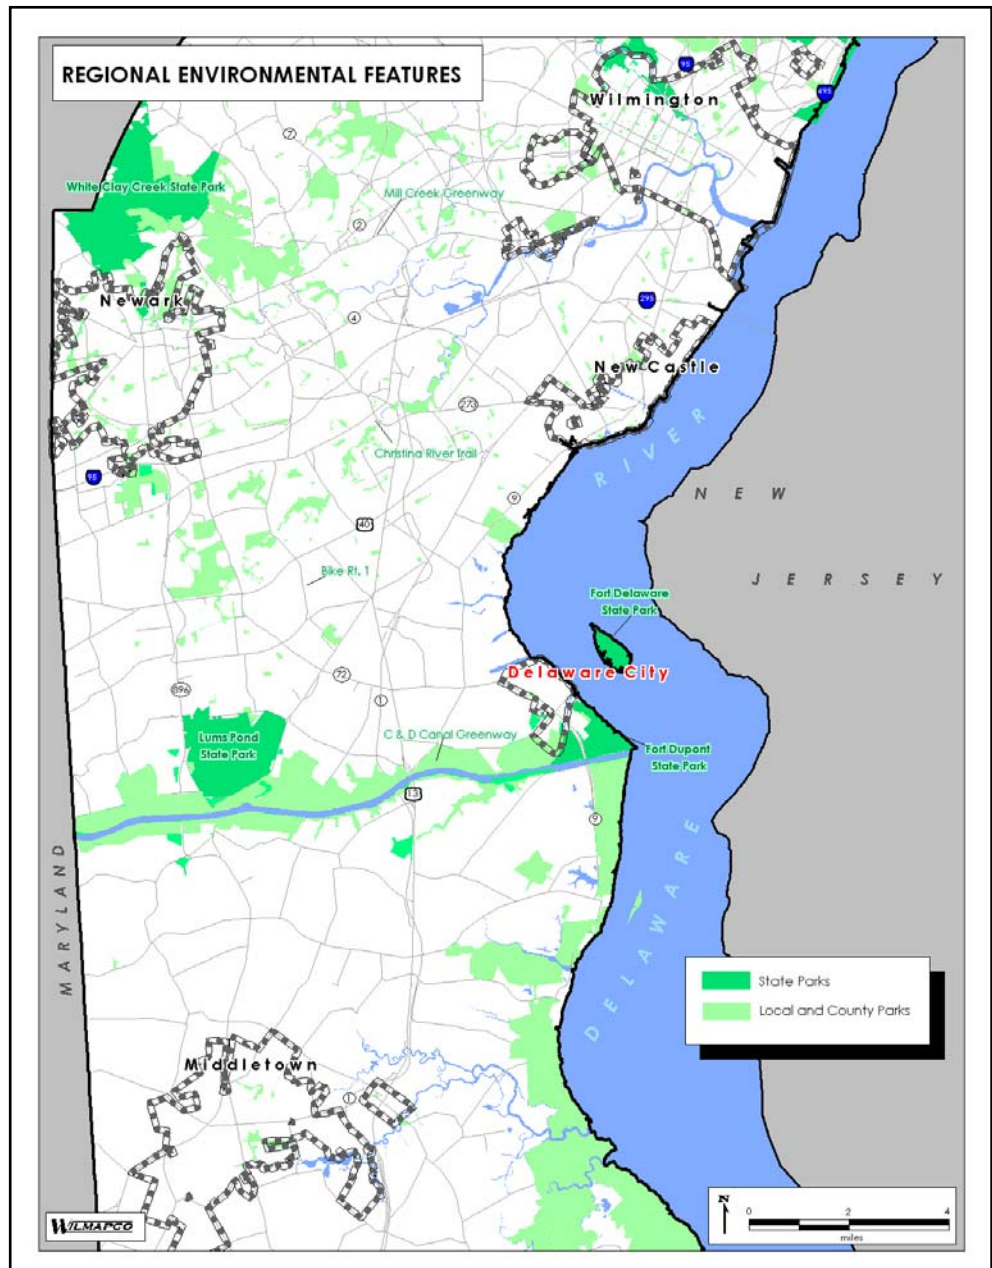 REGIONAL ENVIRONMENTAL FEATURES
95
Wilmington
495
7
White Clay Creek State Park
Mill Creek Greenway
2
Newark
295
4
New Castle
273
Christina River Trail
RIVER
95
NEW
9
40
Bike Rt. 1
JERSEY
Fort Delaware
State Park
Delaware City
72
896
1
Lums Pond
State Park
C & D Canal Greenway
Fort Dupont
State Park
13
9
MARYLAND
DELAWARE
State Parks
Local and County Parks
Middletown
1
N
0 2 4
miles
WILMAPCO